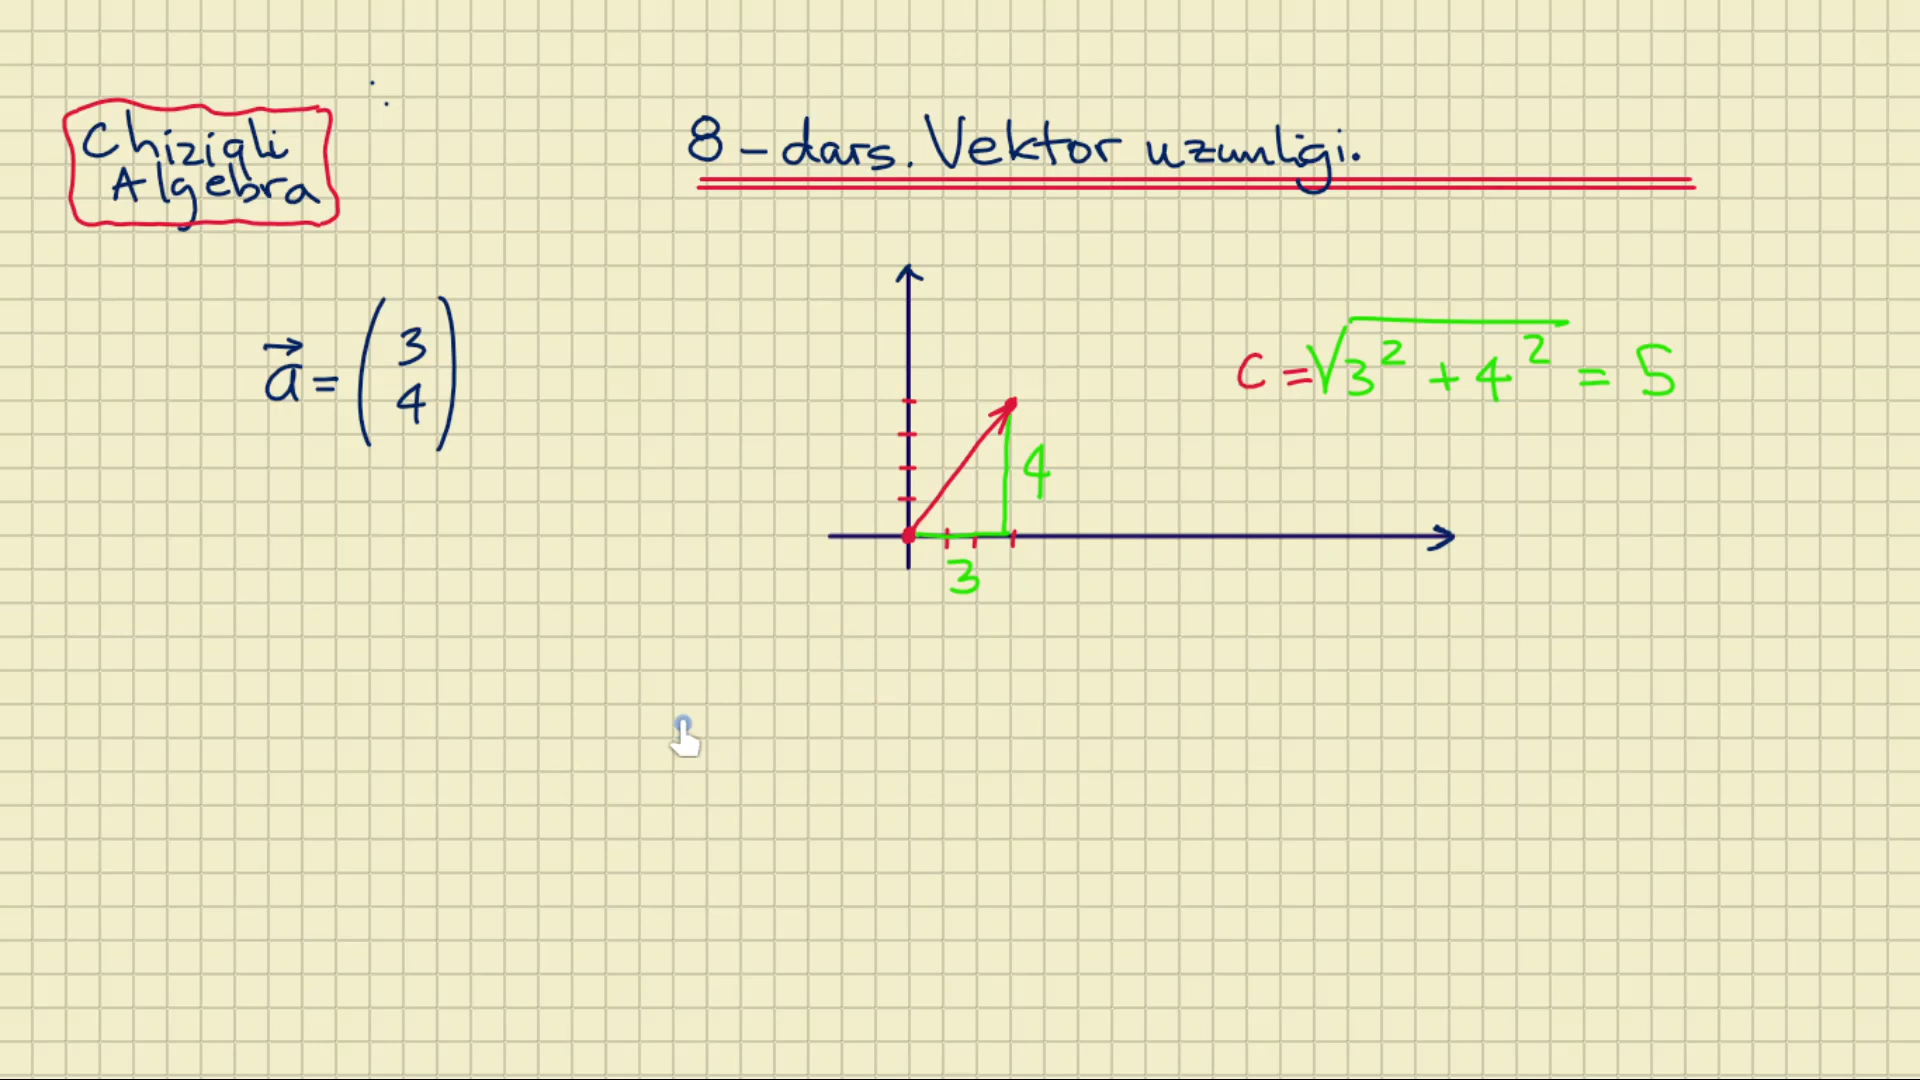 Chiziqli
Algebra
8 - dars. Vektor uzunligi.
a⃗ = (3
4)
c = √3² + 4² = 5
4
3